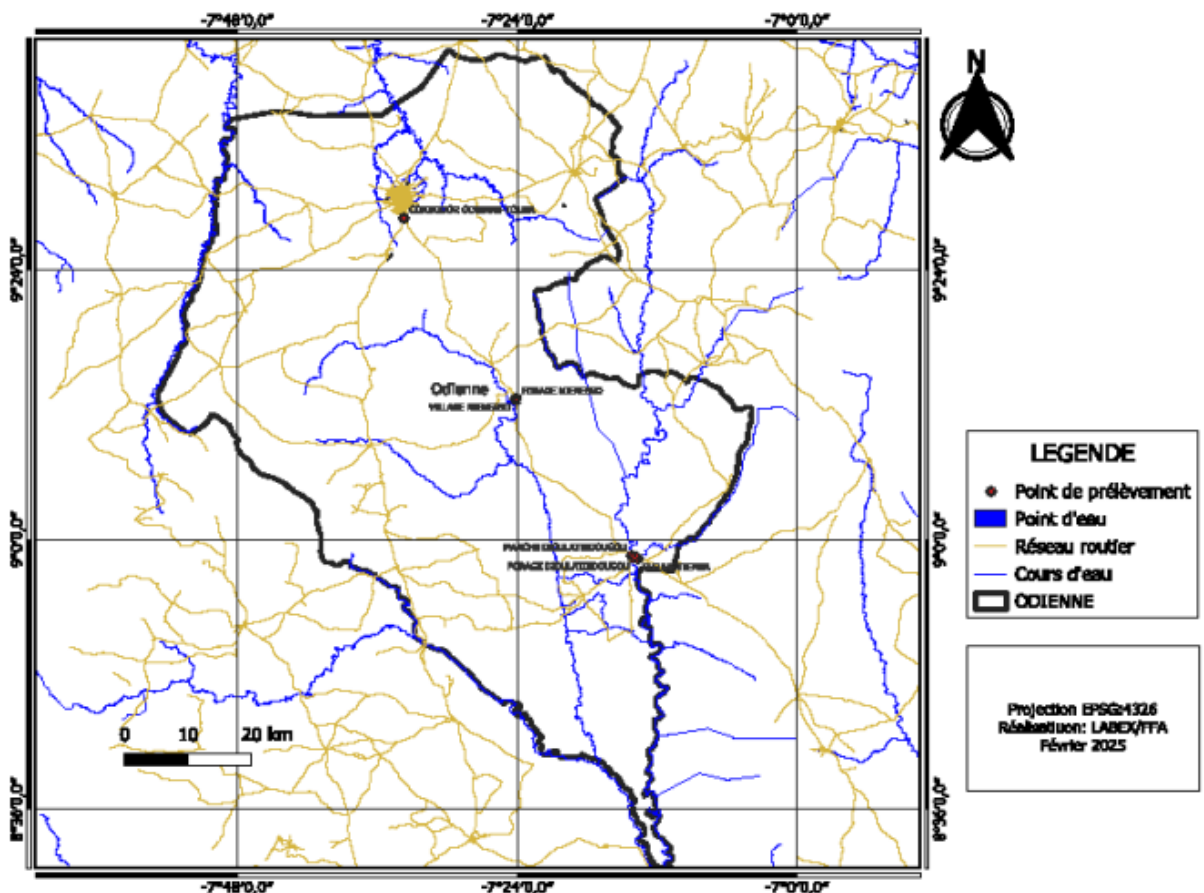 -7°48'0,0"
-7°24'0,0"
-7°0'0,0"
N
9°24'0,0"
9°24'0,0"
Odienne
9°0'0,0"
9°0'0,0"
LEGENDE
Point de prélèvement
Point d'eau
Réseau routier
Cours d'eau
ODIENNE
0 10 20 km
8°36'0,0"
8°36'0,0"
Projection EPSG:4326
LABEX/FFA
Février 2025
-7°48'0,0"
-7°24'0,0"
-7°0'0,0"